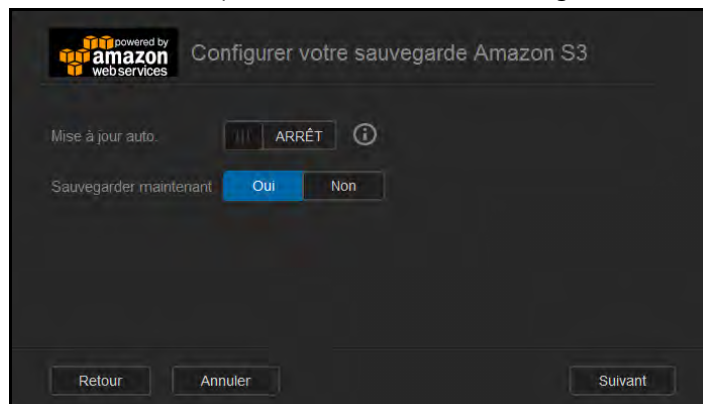 powered by
amazon
webservices
Configurer votre sauvegarde Amazon S3
Mise à jour auto. ARRÊT
Sauvegarder maintenant Oui Non
Retour Annuler Suivant